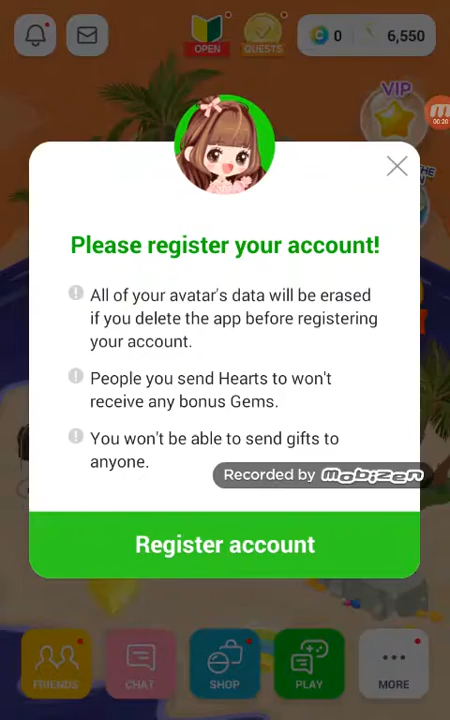 OPEN
QUESTS
0
6,550
VIP
00:20
Please register your account!
All of your avatar's data will be erased
if you delete the app before registering
your account.
People you send Hearts to won't
receive any bonus Gems.
You won't be able to send gifts to
anyone.
Recorded by mobizen
Register account
FRIENDS
CHAT
SHOP
PLAY
MORE